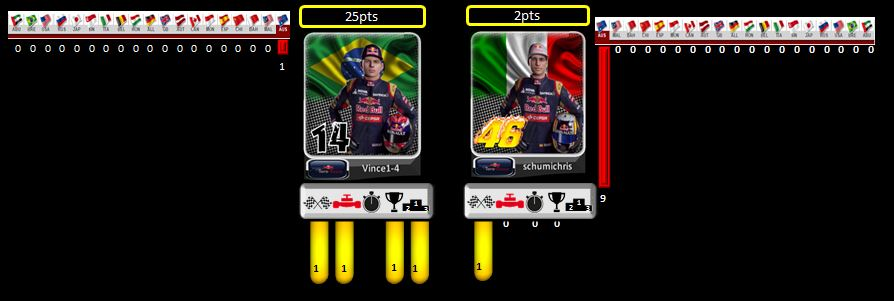 25pts
2pts
ABU BRE USA RUS JAP SIN ITA BEL HON ALL GB AUT CAN MON ESP CHI BAH MAL AUS
AUS MAL BAH CHI ESP MON CAN AUT GB ALL HON BEL ITA SIN JAP RUS USA BRE ABU
0 0 0 0 0 0 0 0 0 0 0 0 0 0 0 0 0 0
1
0 0 0 0 0 0 0 0 0 0 0 0 0 0 0 0 0 0
9
Red Bull
14
Vince1-4
Red Bull
46
schumichris
2 1 3
2 1 3
1 1 1 1
1 0 0 0